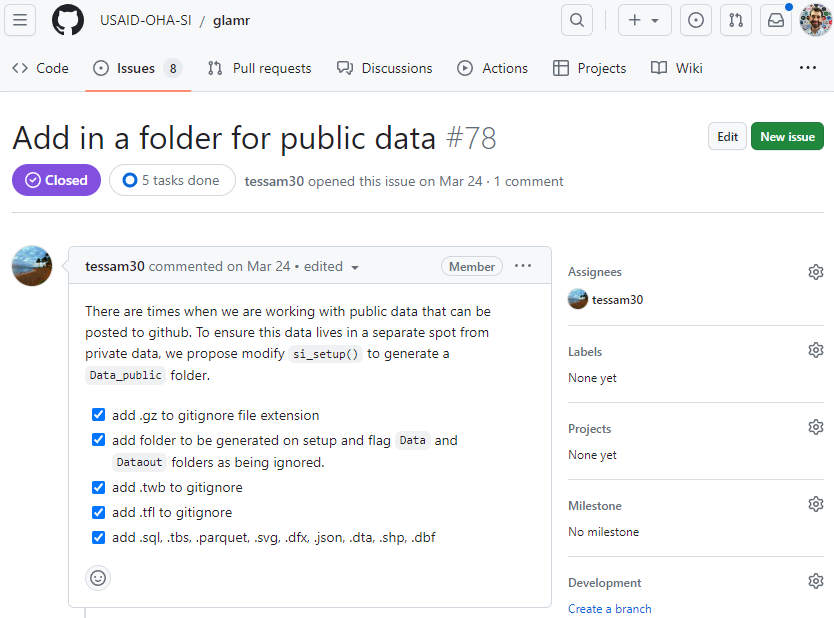 USAID-OHA-SI / glamr
Code Issues 8 Pull requests Discussions Actions Projects Wiki
Add in a folder for public data #78
Edit New issue
Closed 5 tasks done tessam30 opened this issue on Mar 24 · 1 comment
tessam30 commented on Mar 24 • edited Member
There are times when we are working with public data that can be
posted to github. To ensure this data lives in a separate spot from
private data, we propose modify si_setup() to generate a
Data_public folder.
add .gz to gitignore file extension
add folder to be generated on setup and flag Data and
Dataout folders as being ignored.
add .twb to gitignore
add .tfl to gitignore
add .sql, .tbs, .parquet, .svg, .dfx, .json, .dta, .shp, .dbf
Assignees
tessam30
Labels
None yet
Projects
None yet
Milestone
No milestone
Development
Create a branch